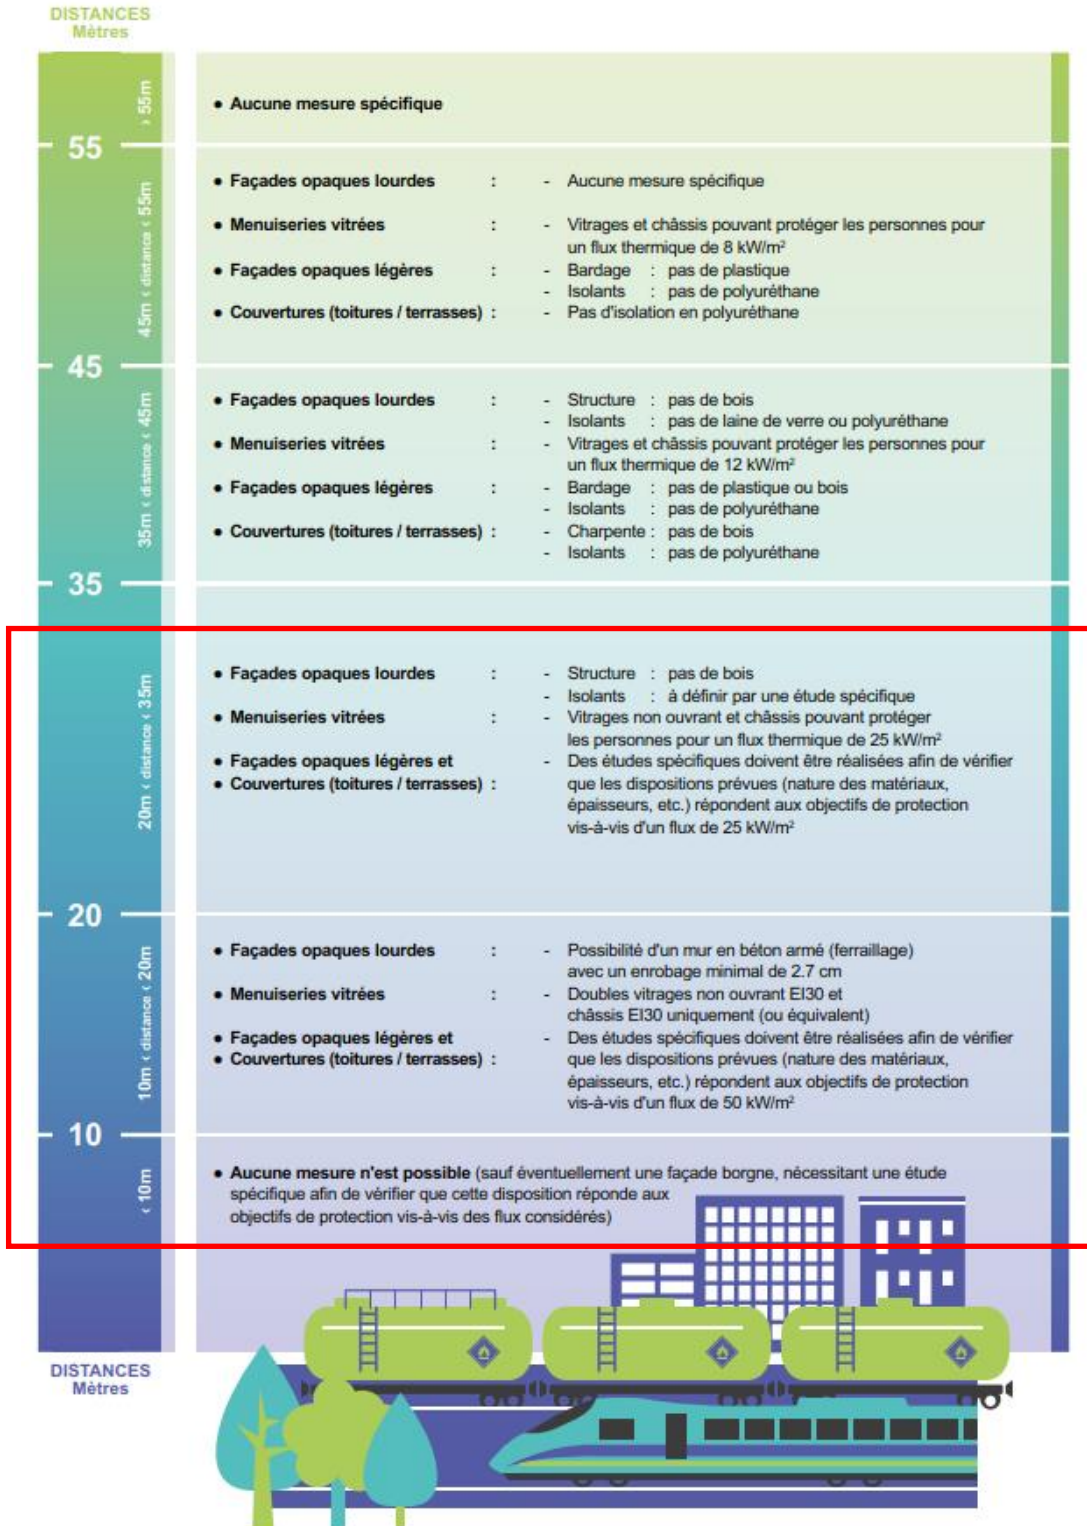 DISTANCES
Mètres
> 55m
● Aucune mesure spécifique
55
45m < distance < 55m
● Façades opaques lourdes : - Aucune mesure spécifique
● Menuiseries vitrées : - Vitrages et châssis pouvant protéger les personnes pour
un flux thermique de 8 kW/m²
● Façades opaques légères : - Bardage : pas de plastique
- Isolants : pas de polyuréthane
● Couvertures (toitures / terrasses) : - Pas d'isolation en polyuréthane
45
35m < distance < 45m
● Façades opaques lourdes : - Structure : pas de bois
- Isolants : pas de laine de verre ou polyuréthane
● Menuiseries vitrées : - Vitrages et châssis pouvant protéger les personnes pour
un flux thermique de 12 kW/m²
● Façades opaques légères : - Bardage : pas de plastique ou bois
- Isolants : pas de polyuréthane
● Couvertures (toitures / terrasses) : - Charpente : pas de bois
- Isolants : pas de polyuréthane
35
20m < distance < 35m
● Façades opaques lourdes : - Structure : pas de bois
- Isolants : à définir par une étude spécifique
● Menuiseries vitrées : - Vitrages non ouvrant et châssis pouvant protéger
les personnes pour un flux thermique de 25 kW/m²
● Façades opaques légères et - Des études spécifiques doivent être réalisées afin de vérifier
● Couvertures (toitures / terrasses) : que les dispositions prévues (nature des matériaux,
épaisseurs, etc.) répondent aux objectifs de protection
vis-à-vis d'un flux de 25 kW/m²
20
10m < distance < 20m
● Façades opaques lourdes : - Possibilité d'un mur en béton armé (ferraillage)
avec un enrobage minimal de 2.7 cm
● Menuiseries vitrées : - Doubles vitrages non ouvrant EI30 et
châssis EI30 uniquement (ou équivalent)
● Façades opaques légères et - Des études spécifiques doivent être réalisées afin de vérifier
● Couvertures (toitures / terrasses) : que les dispositions prévues (nature des matériaux,
épaisseurs, etc.) répondent aux objectifs de protection
vis-à-vis d'un flux de 50 kW/m²
10
< 10m
● Aucune mesure n'est possible (sauf éventuellement une façade borgne, nécessitant une étude
spécifique afin de vérifier que cette disposition réponde aux
objectifs de protection vis-à-vis des flux considérés)
DISTANCES
Mètres